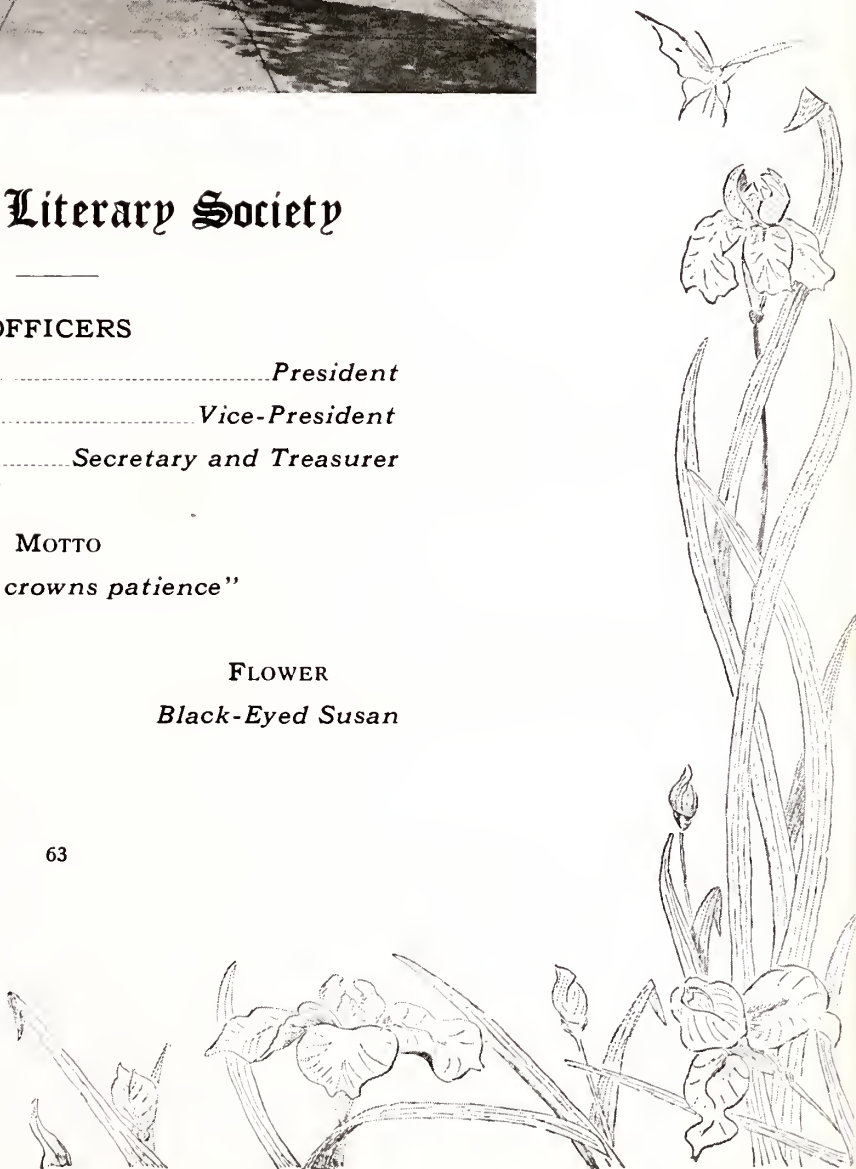 Literary Society
OFFICERS
President
Vice-President
Secretary and Treasurer
MOTTO
crowns patience”
FLOWER
Black-Eyed Susan
63